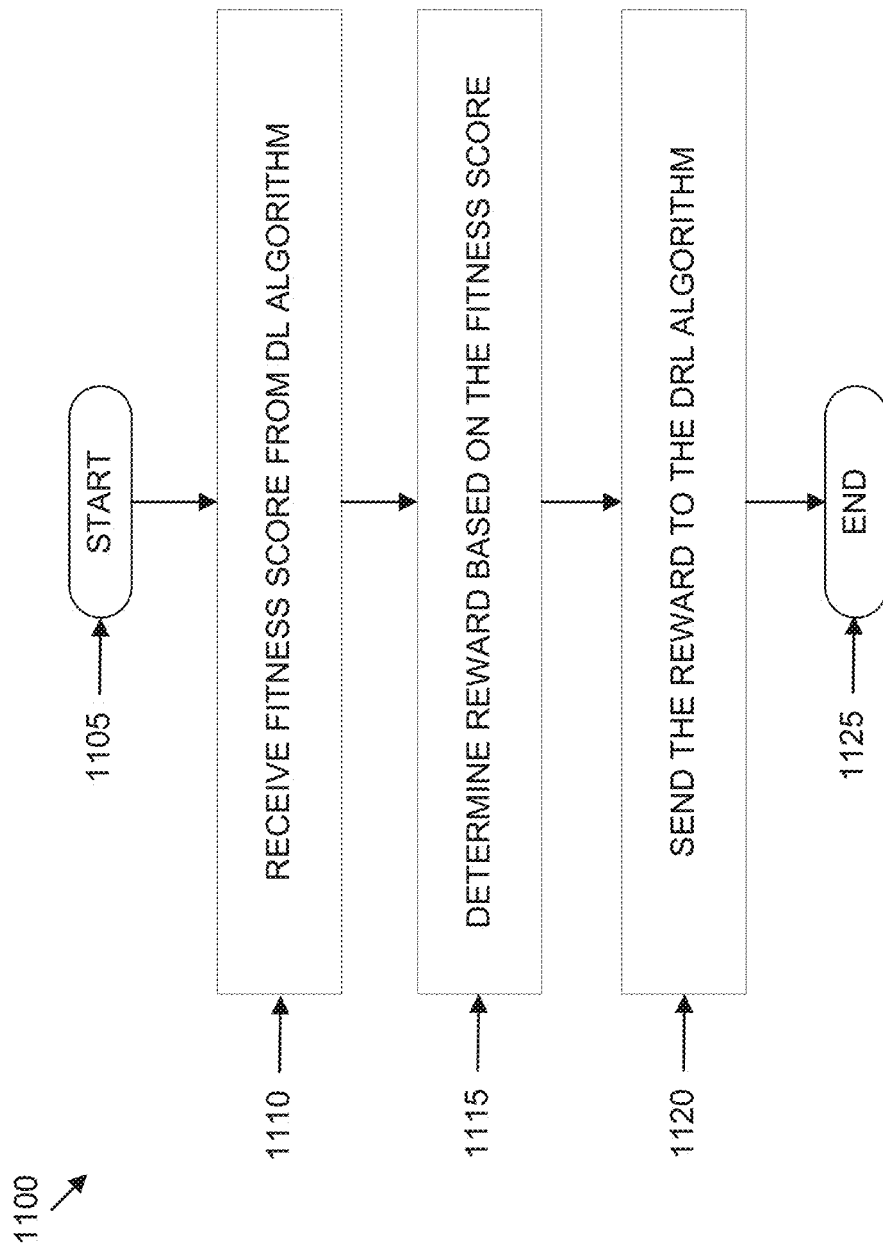 1100
1105
START
1110
RECEIVE FITNESS SCORE FROM DL ALGORITHM
1115
DETERMINE REWARD BASED ON THE FITNESS SCORE
1120
SEND THE REWARD TO THE DRL ALGORITHM
1125
END